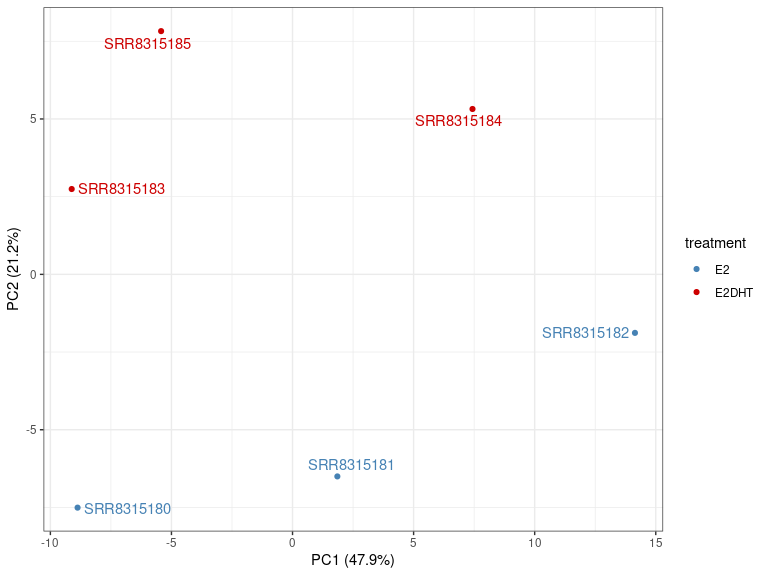 SRR8315185
SRR8315184
SRR8315183
SRR8315182
SRR8315181
SRR8315180
5
0
-5
-10
-5
0
5
10
15
PC1 (47.9%)
PC2 (21.2%)
treatment
E2
E2DHT